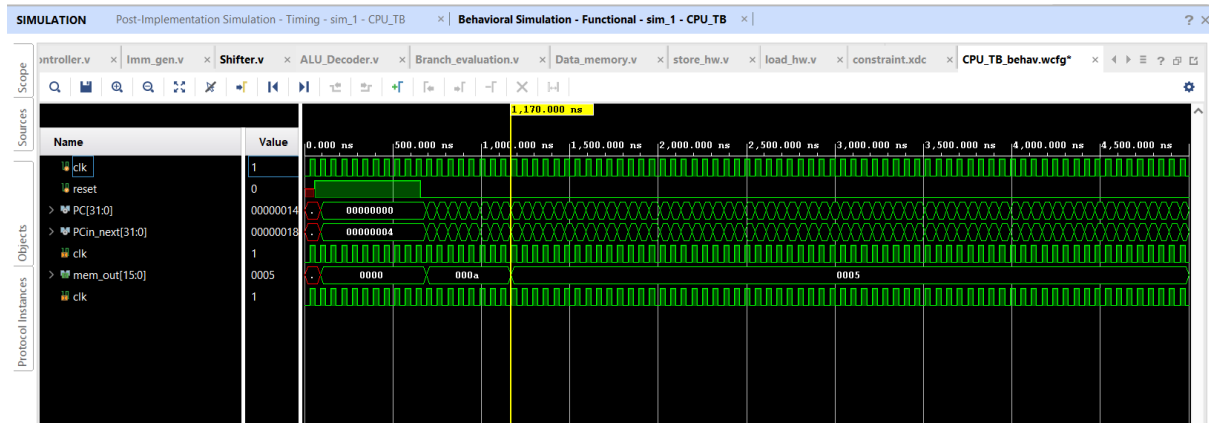 SIMULATION Post-Implementation Simulation - Timing - sim_1 - CPU_TB × Behavioral Simulation - Functional - sim_1 - CPU_TB × ? ×
ontroller.v × Imm_gen.v × Shifter.v × ALU_Decoder.v × Branch_evaluation.v × Data_memory.v × store_hw.v × load_hw.v × constraint.xdc × CPU_TB_behav.wcfg* ×
Scope
Sources
Objects
Protocol Instances
1,170.000 ns
Name Value 0.000 ns 500.000 ns 1,000.000 ns 1,500.000 ns 2,000.000 ns 2,500.000 ns 3,000.000 ns 3,500.000 ns 4,000.000 ns 4,500.000 ns
clk 1
reset 0
PC[31:0] 00000014 00000000
PCin_next[31:0] 00000018 00000004
clk 1
mem_out[15:0] 0005 0000 000a 0005
clk 1